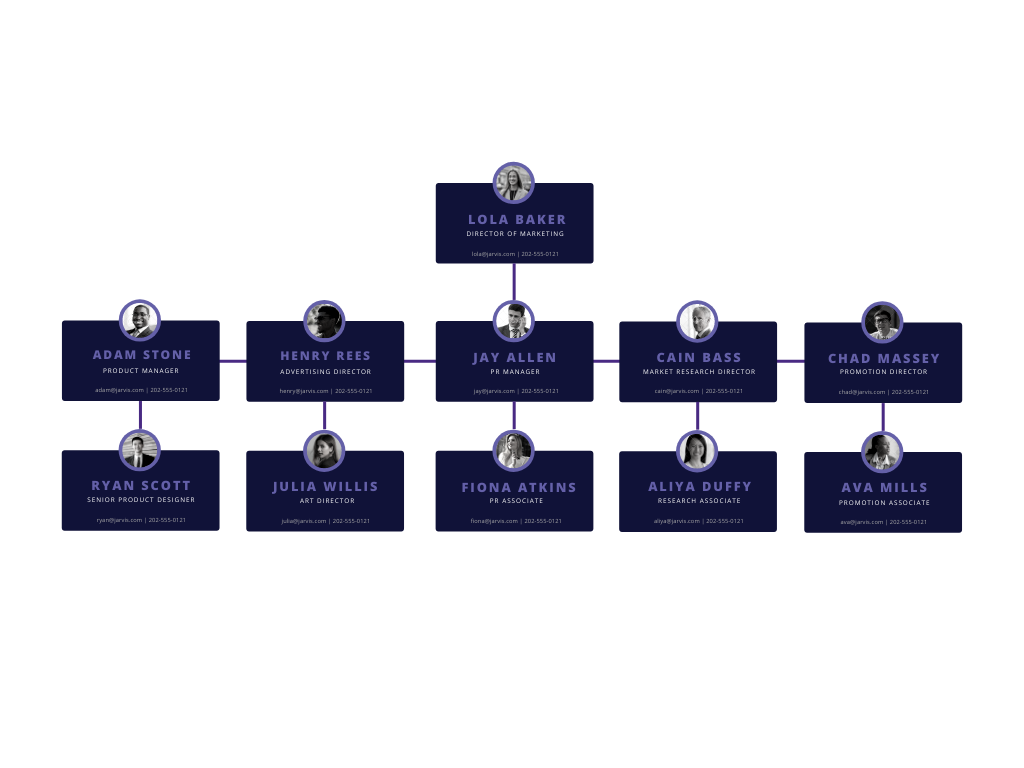 LOLA BAKER
DIRECTOR OF MARKETING
lola@jarvis.com | 202-555-0121
ADAM STONE
PRODUCT MANAGER
adam@jarvis.com | 202-555-0121
HENRY REES
ADVERTISING DIRECTOR
henry@jarvis.com | 202-555-0121
JAY ALLEN
PR MANAGER
jay@jarvis.com | 202-555-0121
CAIN BASS
MARKET RESEARCH DIRECTOR
cain@jarvis.com | 202-555-0121
CHAD MASSEY
PROMOTION DIRECTOR
chad@jarvis.com | 202-555-0121
RYAN SCOTT
SENIOR PRODUCT DESIGNER
ryan@jarvis.com | 202-555-0121
JULIA WILLIS
ART DIRECTOR
julia@jarvis.com | 202-555-0121
FIONA ATKINS
PR ASSOCIATE
fiona@jarvis.com | 202-555-0121
ALIYA DUFFY
RESEARCH ASSOCIATE
aliya@jarvis.com | 202-555-0121
AVA MILLS
PROMOTION ASSOCIATE
ava@jarvis.com | 202-555-0121